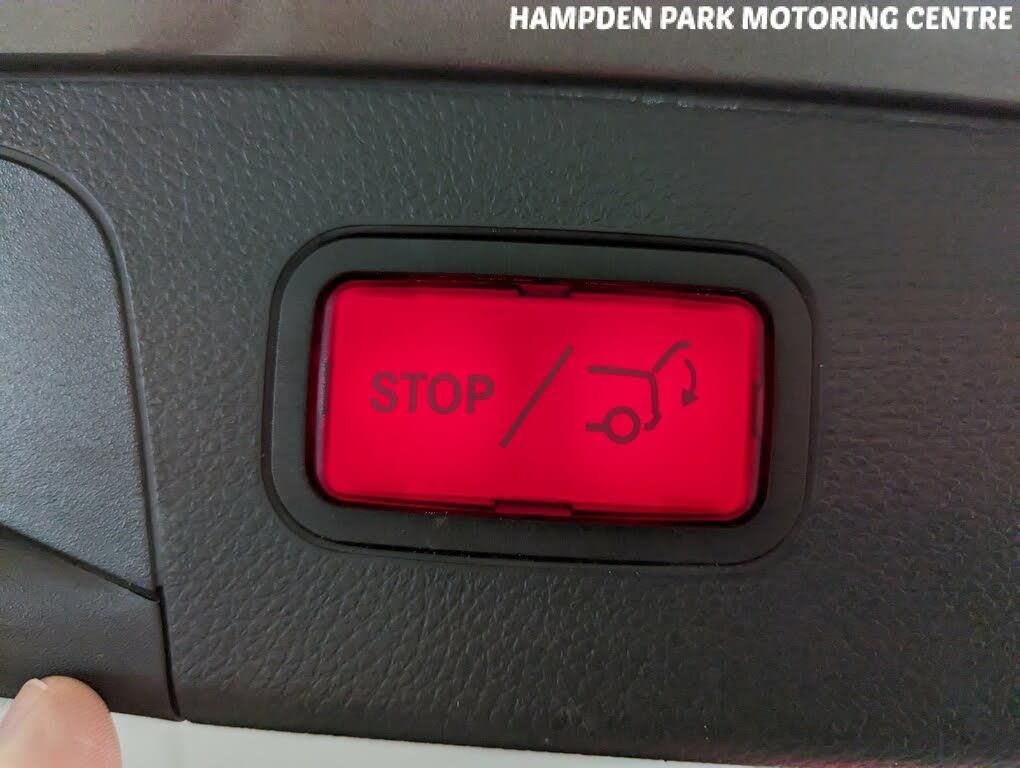 HAMPDEN PARK MOTORING CENTRE
STOP /